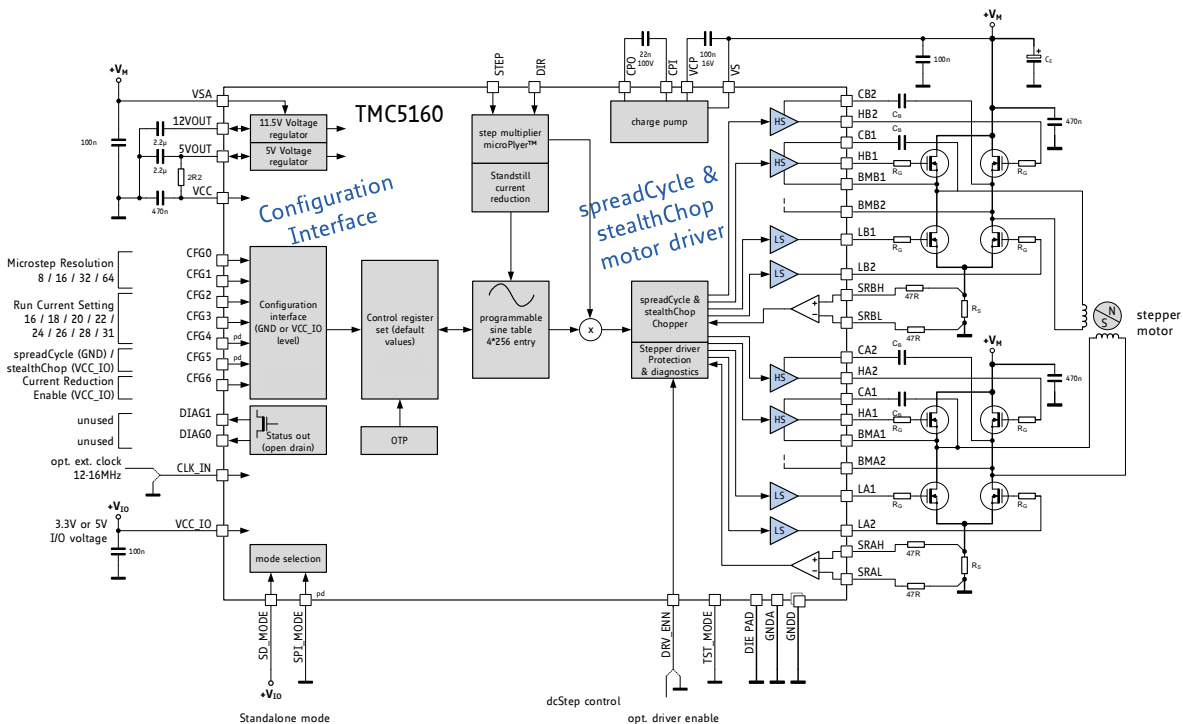 +VM
STEP
DIR
22n
100V
CPO
CPI
100n
16V
VCP
VS
+VM
100n
CE
+VM
VSA
100n
12VOUT
2.2µ
5VOUT
2.2µ
2R2
VCC
470n
11.5V Voltage
regulator
5V Voltage
regulator
TMC5160
step multiplier
microPlyer™
Standstill
current
reduction
charge pump
Configuration
Interface
spreadCycle &
stealthChop
motor driver
HS
HS
LS
LS
CB2
CB
HB2
CB1
CB
HB1
RG
RG
BMB1
BMB2
LB1
RG
RG
LB2
SRBH
47R
SRBL
47R
RS
470n
Microstep Resolution
8 / 16 / 32 / 64
Run Current Setting
16 / 18 / 20 / 22 /
24 / 26 / 28 / 31
spreadCycle (GND) /
stealthChop (VCC_IO)
Current Reduction
Enable (VCC_IO)
unused
unused
opt. ext. clock
12-16MHz
CFG0
CFG1
CFG2
CFG3
CFG4
pd
CFG5
pd
CFG6
DIAG1
DIAG0
CLK_IN
Configuration
interface
(GND or VCC_IO
level)
Status out
(open drain)
Control register
set (default
values)
OTP
programmable
sine table
4*256 entry
x
spreadCycle &
stealthChop
Chopper
Stepper driver
Protection
& diagnostics
+
−
N
S
stepper
motor
+VM
470n
HS
HS
LS
LS
CA2
CB
HA2
CA1
CB
HA1
RG
RG
BMA1
BMA2
LA1
RG
RG
LA2
SRAH
47R
SRAL
47R
RS
+
−
+VIO
3.3V or 5V
I/O voltage
VCC_IO
100n
mode selection
pd
SD_MODE
SPI_MODE
+VIO
Standalone mode
DRV_ENN
TST_MODE
DIE PAD
GNDA
GNDD
dcStep control
opt. driver enable